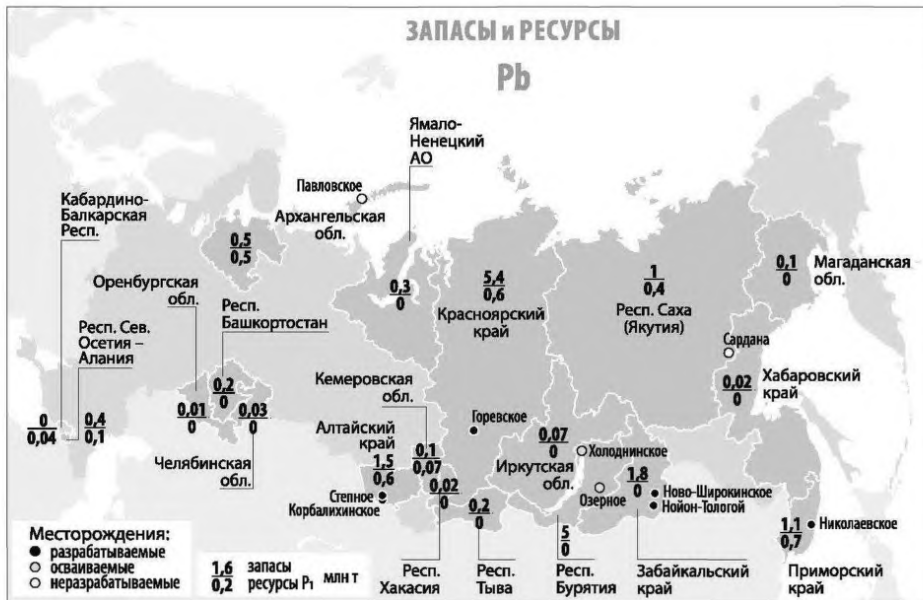 ЗАПАСЫ и РЕСУРСЫ
Pb
Ямало-
Ненецкий
АО
Павловское
Архангельская
обл.
Кабардино-
Балкарская
Респ.
0,5
0,5
Оренбургская
обл.
Респ.
Башкортостан
Респ. Сев.
Осетия –
Алания
0,3
0
5,4
0,6
Красноярский
край
1
0,4
Респ. Саха
(Якутия)
0,1
0
Магаданская
обл.
Сардана
0,02
0
Хабаровский
край
0
0,04
0,4
0,1
0,2
0
0,01
0
0,03
0
Челябинская
обл.
Кемеровская
обл.
Алтайский
край
1,5
0,6
0,1
0,07
Степное
Корбалихинское
0,02
0
0,2
0
Горевское
0,07
0
Иркутская
обл.
Холоднинское
Озерное
1,8
0
Ново-Широкинское
Нойон-Тологой
5
0
1,1
0,7
Николаевское
Респ.
Хакасия
Респ.
Тыва
Респ.
Бурятия
Забайкальский
край
Приморский
край
Месторождения:
разрабатываемые
осваиваемые
неразрабатываемые
1,6 запасы
0,2 ресурсы P₁ млн т